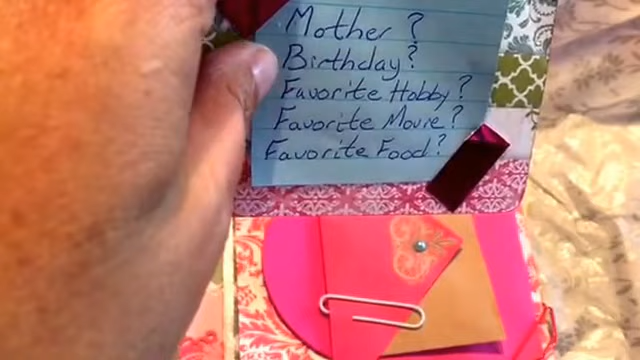 Mother ?
Birthday?
Favorite Hobby?
Favorite Movie?
Favorite Food?